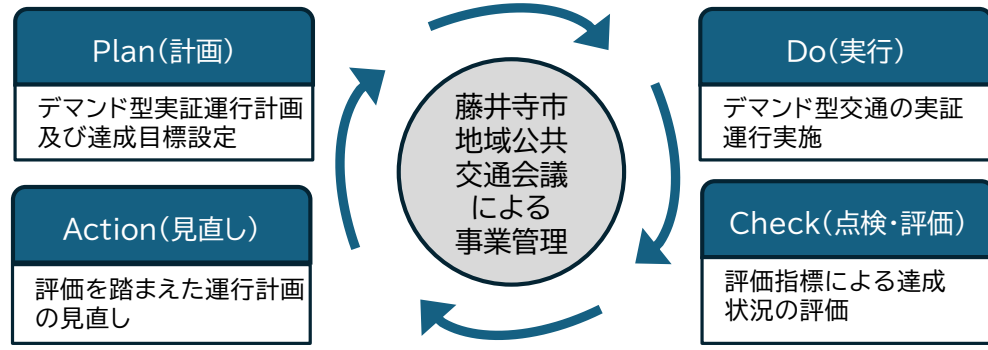 Plan(計画)
デマンド型実証運行計画
及び達成目標設定
Do(実行)
デマンド型交通の実証
運行実施
藤井寺市
地域公共
交通会議
による
事業管理
Action(見直し)
評価を踏まえた運行計画
の見直し
Check(点検・評価)
評価指標による達成
状況の評価